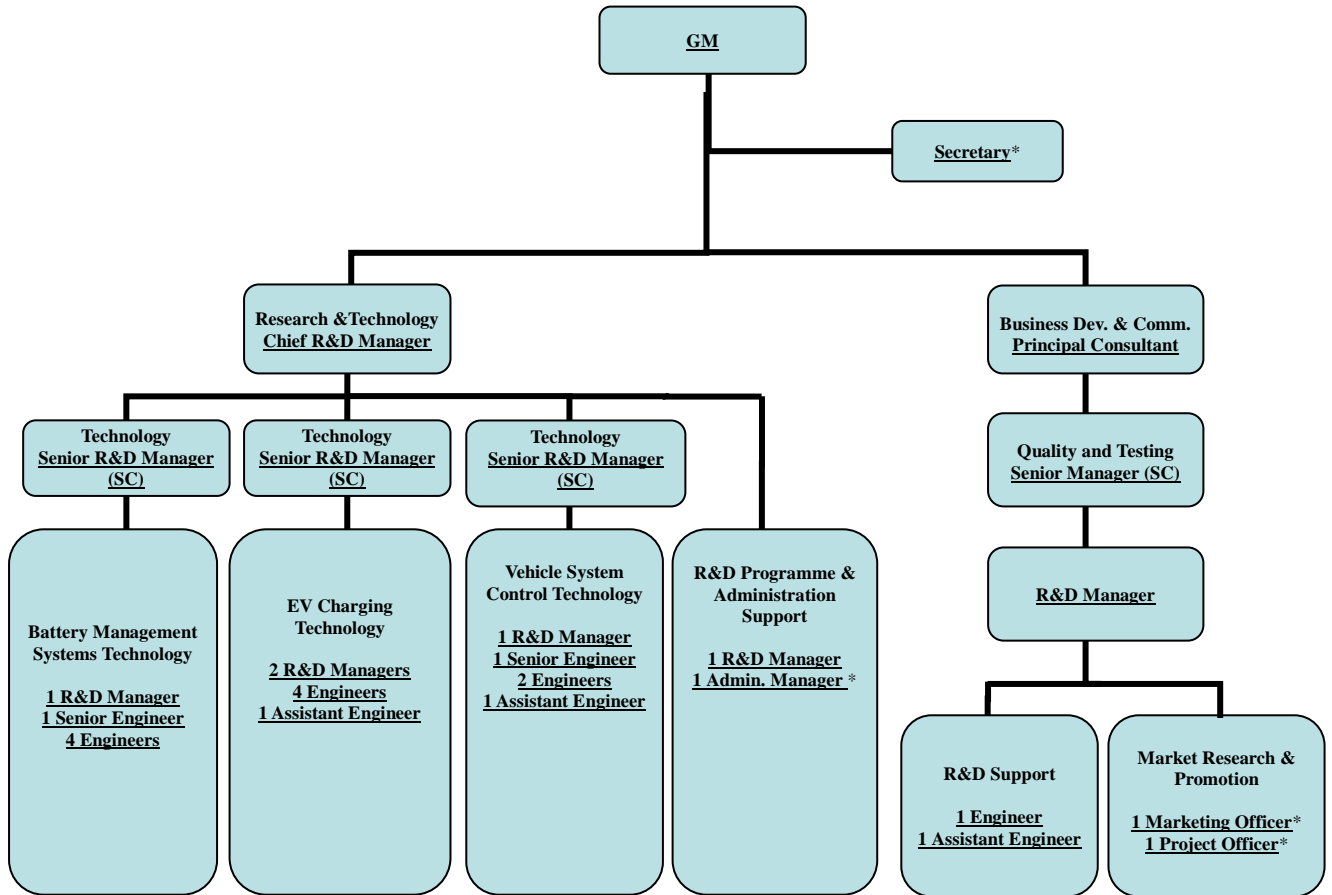 GM
Secretary*
Research &Technology
Chief R&D Manager
Business Dev. & Comm.
Principal Consultant
Technology
Senior R&D Manager
(SC)
Technology
Senior R&D Manager
(SC)
Technology
Senior R&D Manager
(SC)
Quality and Testing
Senior Manager (SC)
Battery Management
Systems Technology
1 R&D Manager
1 Senior Engineer
4 Engineers
EV Charging
Technology
2 R&D Managers
4 Engineers
1 Assistant Engineer
Vehicle System
Control Technology
1 R&D Manager
1 Senior Engineer
2 Engineers
1 Assistant Engineer
R&D Programme &
Administration
Support
1 R&D Manager
1 Admin. Manager *
R&D Manager
R&D Support
1 Engineer
1 Assistant Engineer
Market Research &
Promotion
1 Marketing Officer*
1 Project Officer*